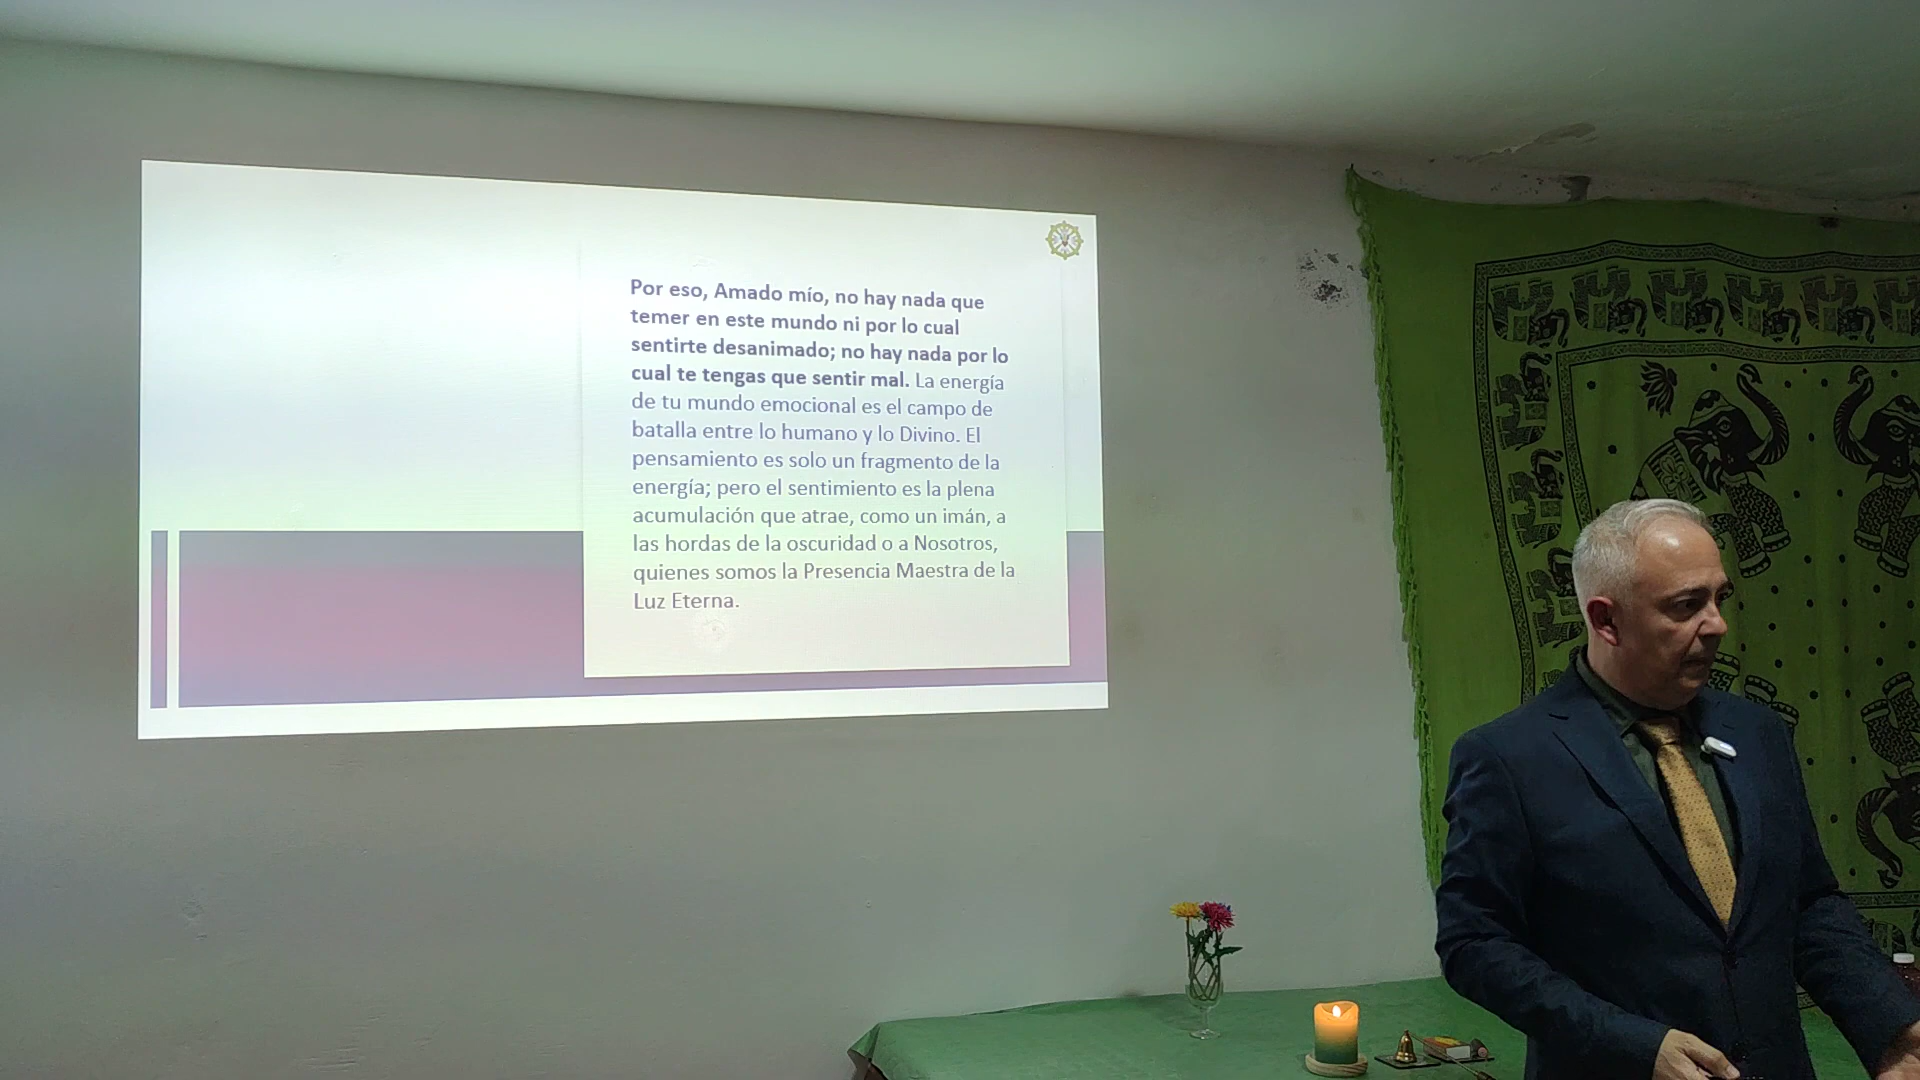 Por eso, Amado mío, no hay nada que
temer en este mundo ni por lo cual
sentirte desanimado; no hay nada por lo
cual te tengas que sentir mal. La energía
de tu mundo emocional es el campo de
batalla entre lo humano y lo Divino. El
pensamiento es solo un fragmento de la
energía; pero el sentimiento es la plena
acumulación que atrae, como un imán, a
las hordas de la oscuridad o a Nosotros,
quienes somos la Presencia Maestra de la
Luz Eterna.